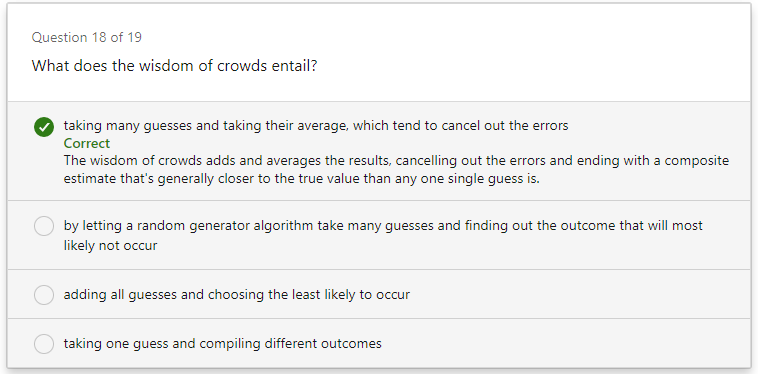 Question 18 of 19
What does the wisdom of crowds entail?
taking many guesses and taking their average, which tend to cancel out the errors
Correct
The wisdom of crowds adds and averages the results, cancelling out the errors and ending with a composite
estimate that's generally closer to the true value than any one single guess is.
by letting a random generator algorithm take many guesses and finding out the outcome that will most
likely not occur
adding all guesses and choosing the least likely to occur
taking one guess and compiling different outcomes